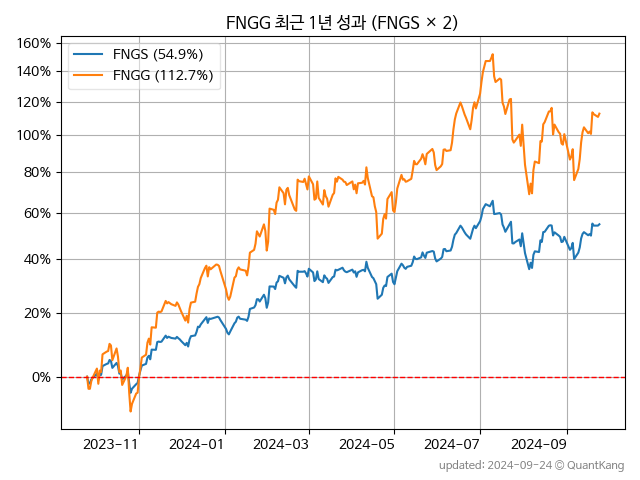 FNGG 최근 1년 성과 (FNGS × 2)
FNGS (54.9%)
FNGG (112.7%)
160%
140%
120%
100%
80%
60%
40%
20%
0%
2023-11 2024-01 2024-03 2024-05 2024-07 2024-09
updated: 2024-09-24 © QuantKang